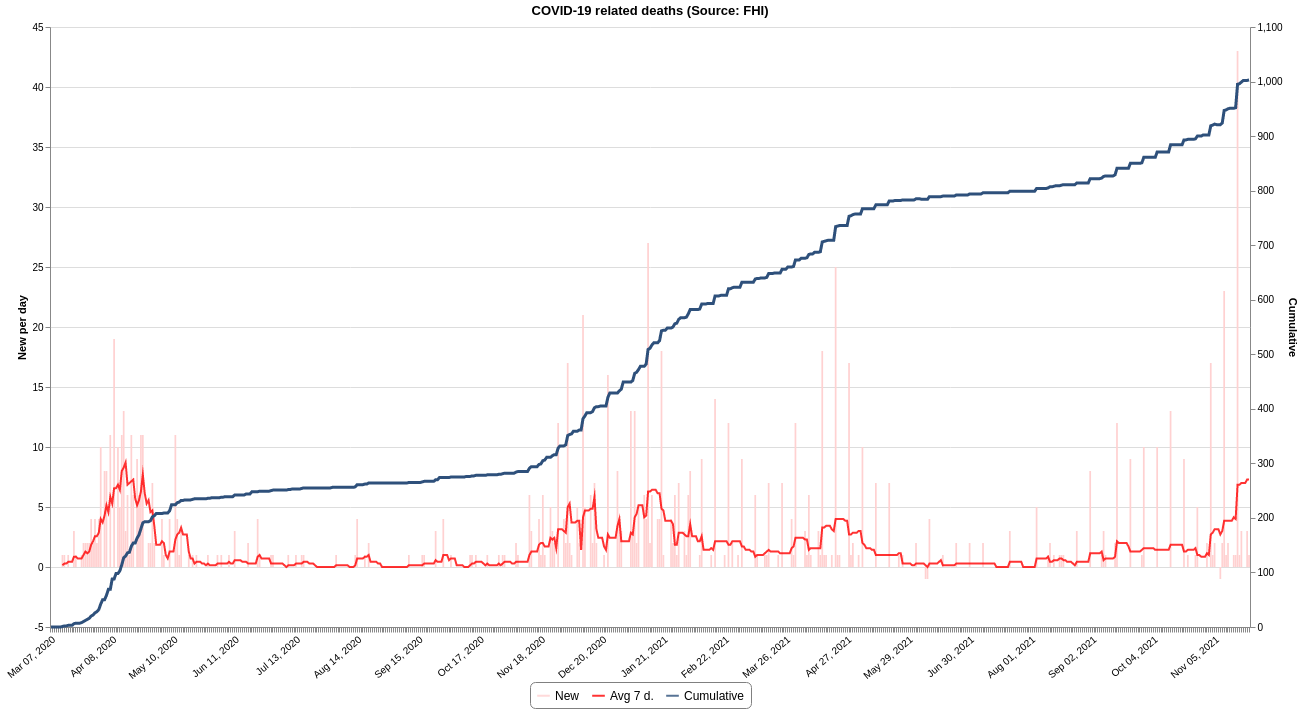 COVID-19 related deaths (Source: FHI)
45
40
35
30
25
20
15
10
5
0
-5
New per day
1,100
1,000
900
800
700
600
500
400
300
200
100
0
Cumulative
Mar 07, 2020
Apr 08, 2020
May 10, 2020
Jun 11, 2020
Jul 13, 2020
Aug 14, 2020
Sep 15, 2020
Oct 17, 2020
Nov 18, 2020
Dec 20, 2020
Jan 21, 2021
Feb 22, 2021
Mar 26, 2021
Apr 27, 2021
May 29, 2021
Jun 30, 2021
Aug 01, 2021
Sep 02, 2021
Oct 04, 2021
Nov 05, 2021
New Avg 7 d. Cumulative